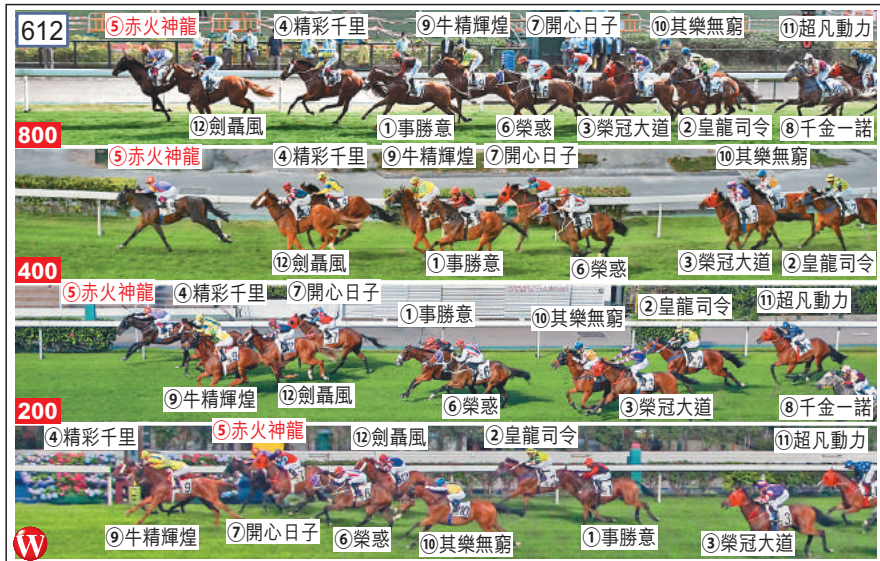 612
⑤赤火神龍 ④精彩千里 ⑨牛精輝煌 ⑦開心日子 ⑩其樂無窮 ⑪超凡動力
800 ⑫劍聶風 ①事勝意 ⑥榮惑 ③榮冠大道 ②皇龍司令 ⑧千金一諾
⑤赤火神龍 ④精彩千里 ⑨牛精輝煌 ⑦開心日子 ⑩其樂無窮
400 ⑫劍聶風 ①事勝意 ⑥榮惑 ③榮冠大道 ②皇龍司令
⑤赤火神龍 ④精彩千里 ⑦開心日子 ①事勝意 ⑩其樂無窮 ②皇龍司令 ⑪超凡動力
200 ⑨牛精輝煌 ⑫劍聶風 ⑥榮惑 ③榮冠大道 ⑧千金一諾
④精彩千里 ⑤赤火神龍 ⑫劍聶風 ②皇龍司令 ⑪超凡動力
W ⑨牛精輝煌 ⑦開心日子 ⑥榮惑 ⑩其樂無窮 ①事勝意 ③榮冠大道